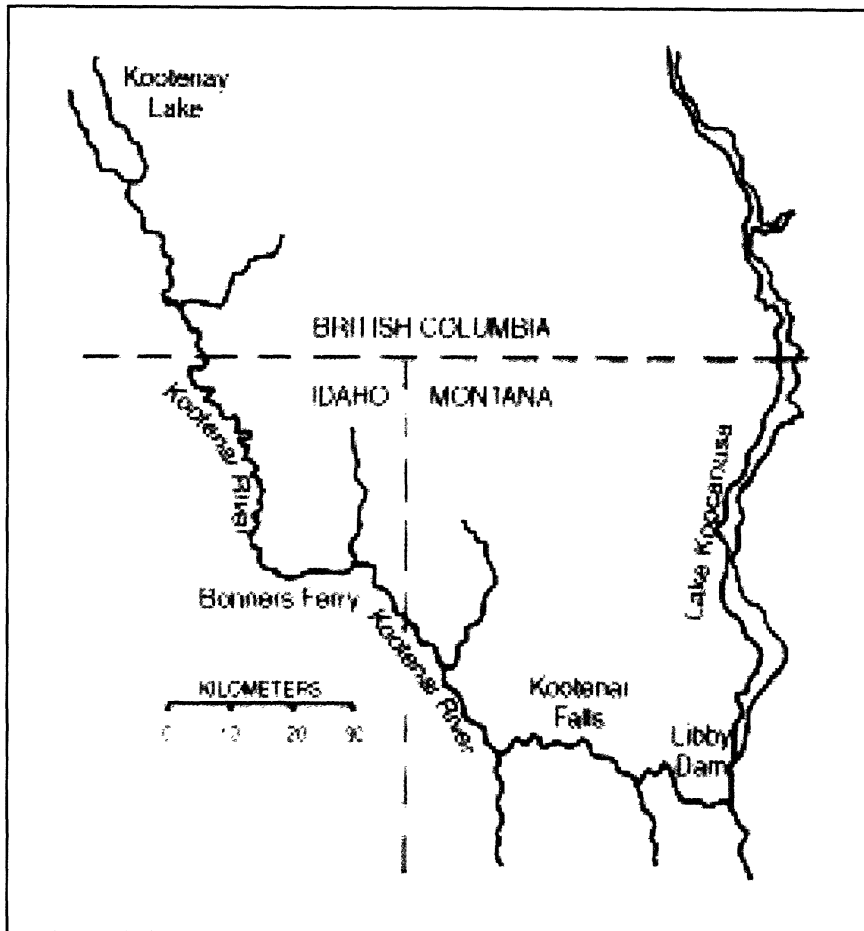 Kootenay
Lake
BRITISH COLUMBIA
IDAHO
MONTANA
Kootenai River
Lake Koocanusa
Bonners Ferry
Kootenai River
KILOMETERS
0 10 20 30
Kootenai
Falls
Libby
Dam